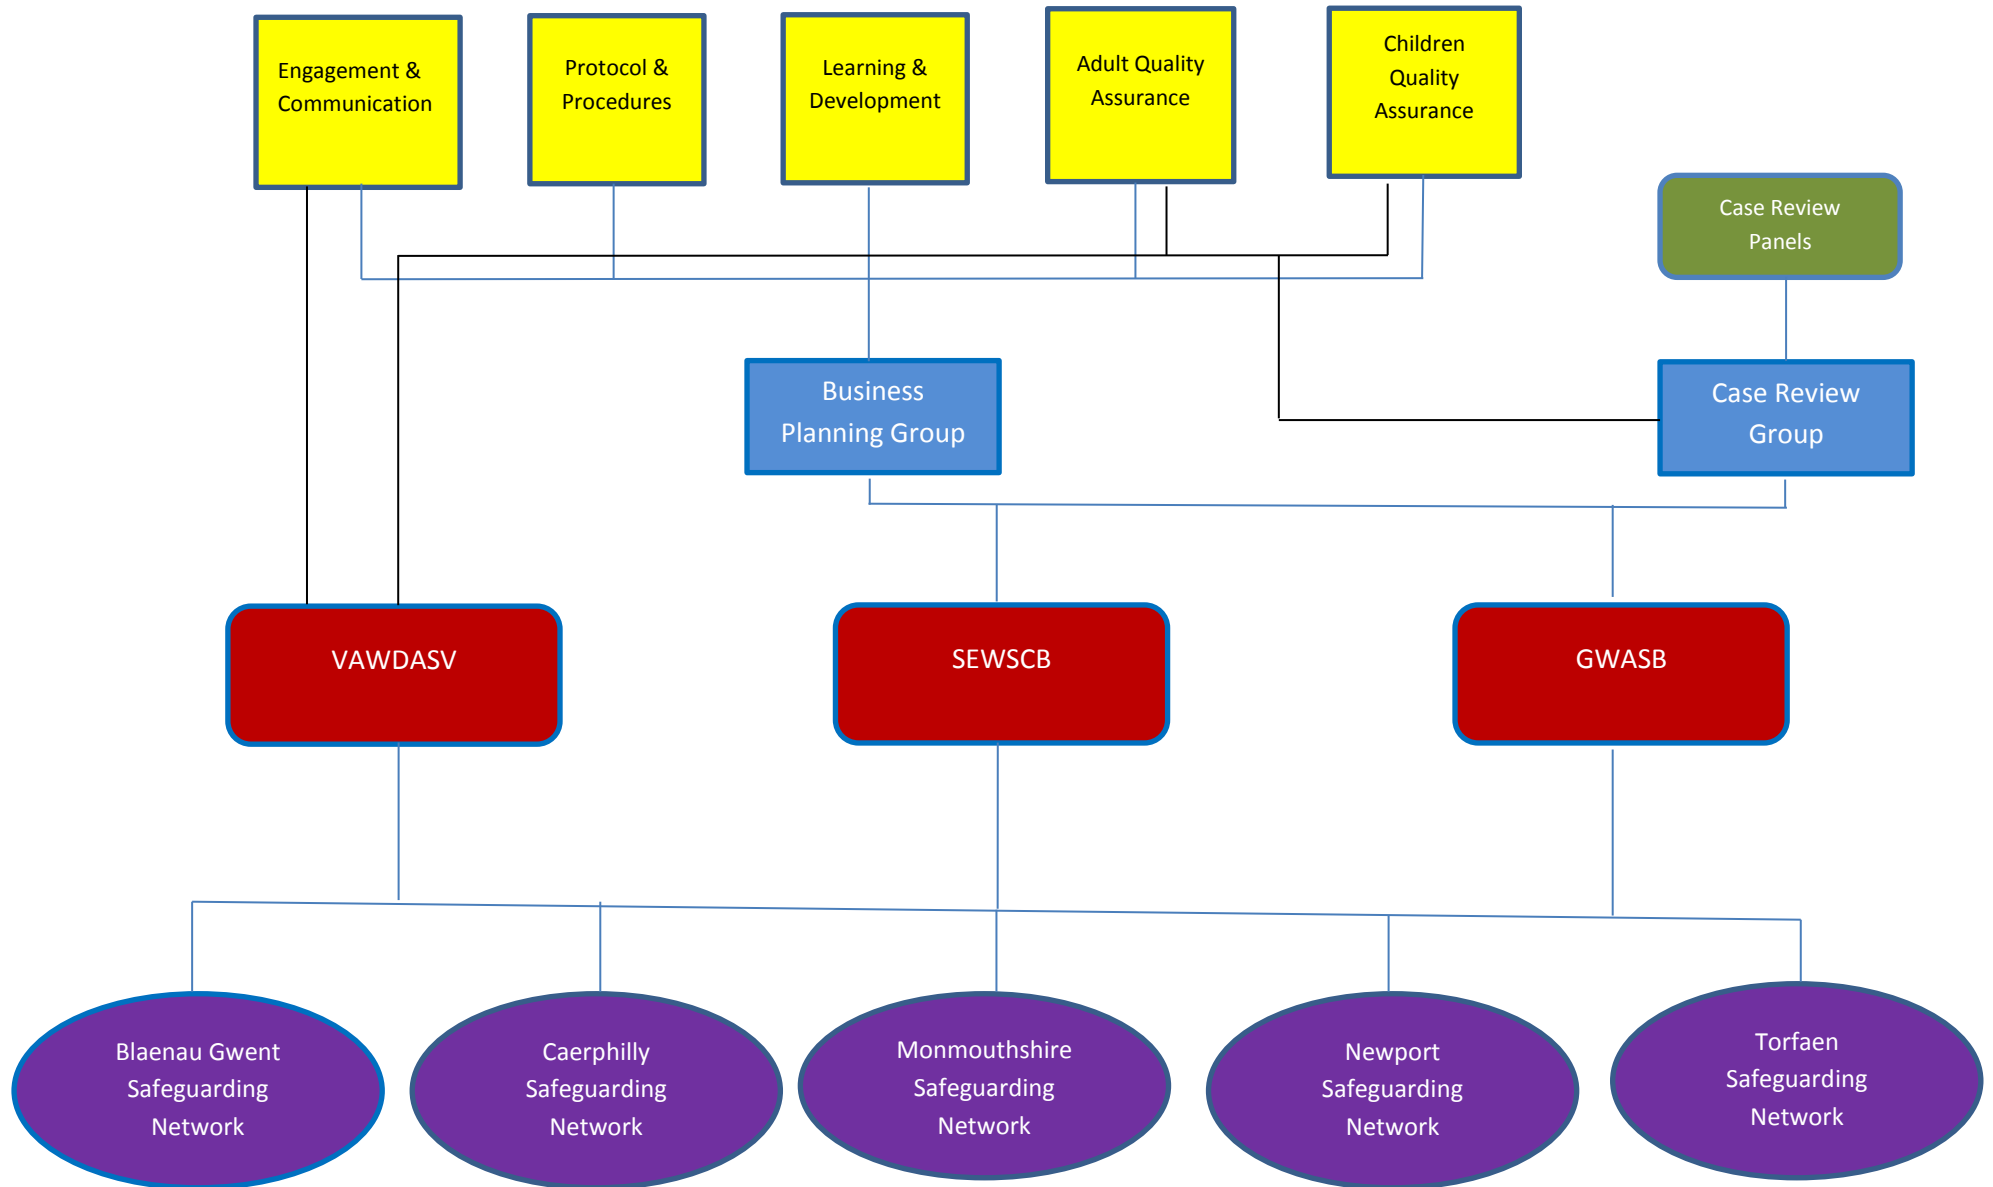 Engagement &
Communication
Protocol &
Procedures
Learning &
Development
Adult Quality
Assurance
Children
Quality
Assurance
Case Review
Panels
Business
Planning Group
Case Review
Group
VAWDASV
SEWSCB
GWASB
Blaenau Gwent
Safeguarding
Network
Caerphilly
Safeguarding
Network
Monmouthshire
Safeguarding
Network
Newport
Safeguarding
Network
Torfaen
Safeguarding
Network